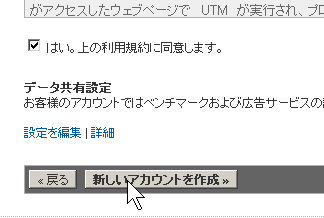 がアクセスしたウェブページで UTM が実行され、プロ
はい。上の利用規約に同意します。
データ共有設定
お客様のアカウントではベンチマークおよび広告サービスの
設定を編集 | 詳細
« 戻る 新しいアカウントを作成 »